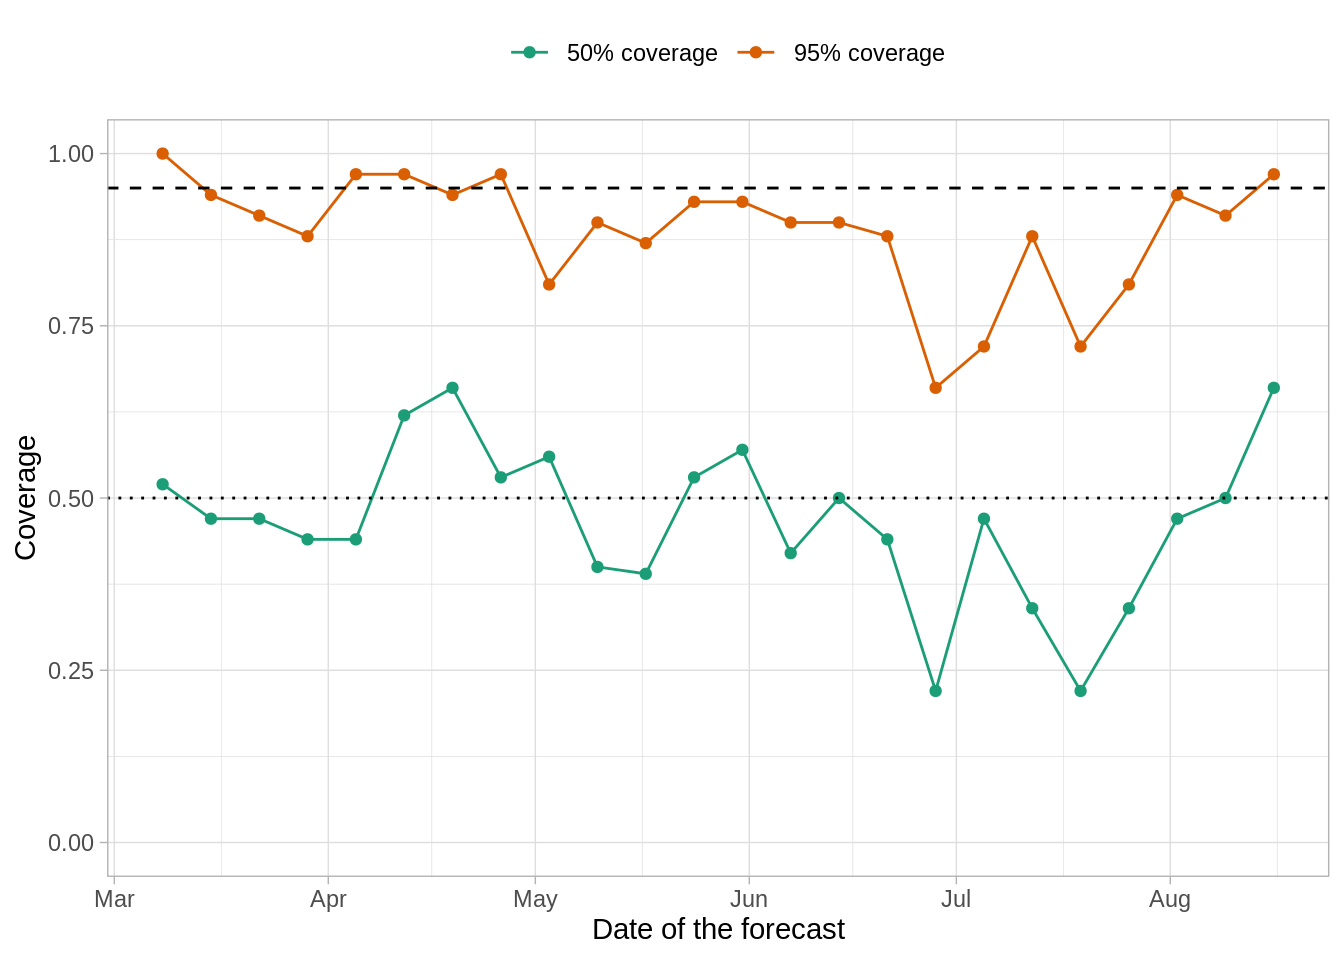 50% coverage 95% coverage
1.00
0.75
0.50
0.25
0.00
Coverage
Mar Apr May Jun Jul Aug
Date of the forecast